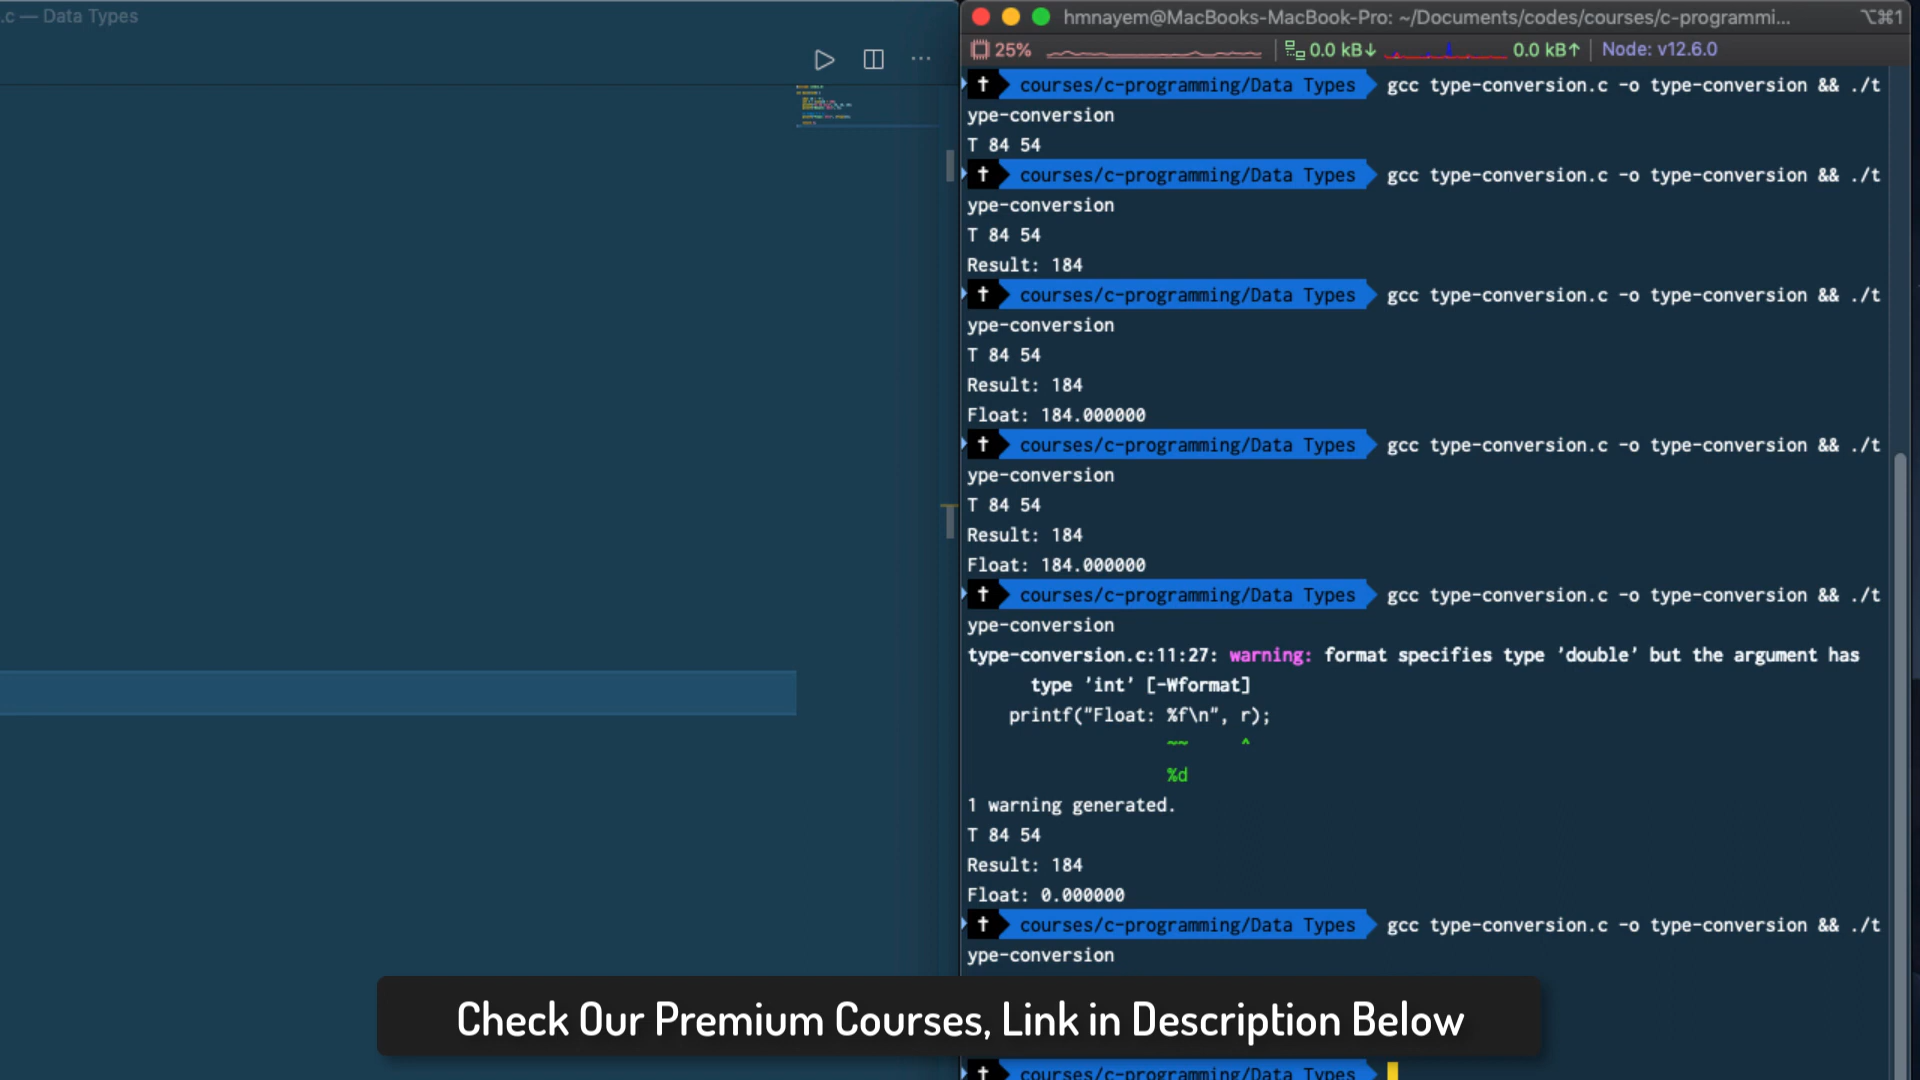 .c — Data Types
hmnayem@MacBooks-MacBook-Pro: ~/Documents/codes/courses/c-programmi...
⌥⌘1
25%
0.0 kB↓
0.0 kB↑
Node: v12.6.0
courses/c-programming/Data Types gcc type-conversion.c -o type-conversion && ./t
ype-conversion
T 84 54
courses/c-programming/Data Types gcc type-conversion.c -o type-conversion && ./t
ype-conversion
T 84 54
Result: 184
courses/c-programming/Data Types gcc type-conversion.c -o type-conversion && ./t
ype-conversion
T 84 54
Result: 184
Float: 184.000000
courses/c-programming/Data Types gcc type-conversion.c -o type-conversion && ./t
ype-conversion
T 84 54
Result: 184
Float: 184.000000
courses/c-programming/Data Types gcc type-conversion.c -o type-conversion && ./t
ype-conversion
type-conversion.c:11:27: warning: format specifies type 'double' but the argument has
type 'int' [-Wformat]
printf("Float: %f\n", r);
~~ ^
%d
1 warning generated.
T 84 54
Result: 184
Float: 0.000000
courses/c-programming/Data Types gcc type-conversion.c -o type-conversion && ./t
ype-conversion
Check Our Premium Courses, Link in Description Below
courses/c-programming/Data Types